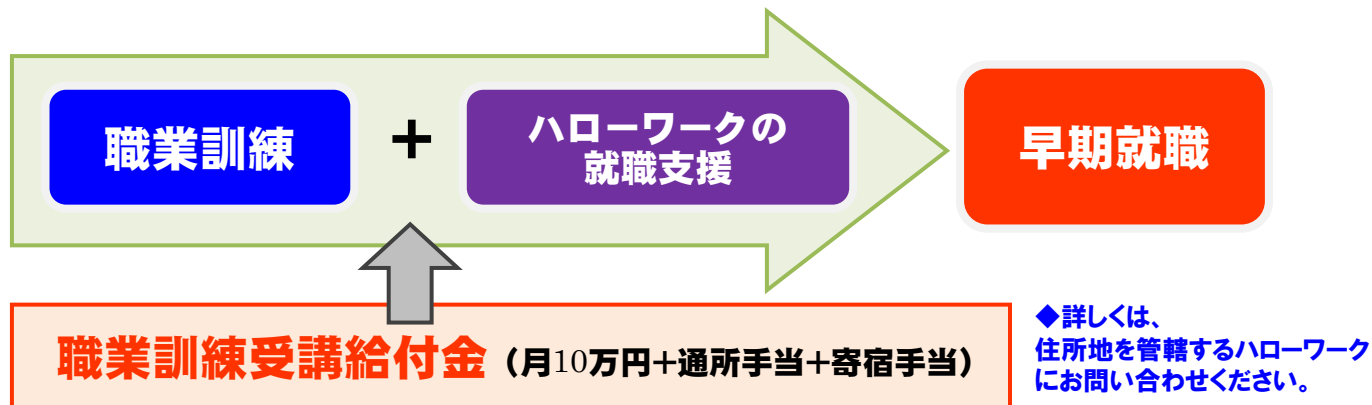 職業訓練
+
ハローワークの
就職支援
早期就職
職業訓練受講給付金（月10万円+通所手当+寄宿手当）
◆詳しくは、
住所地を管轄するハローワーク
にお問い合わせください。